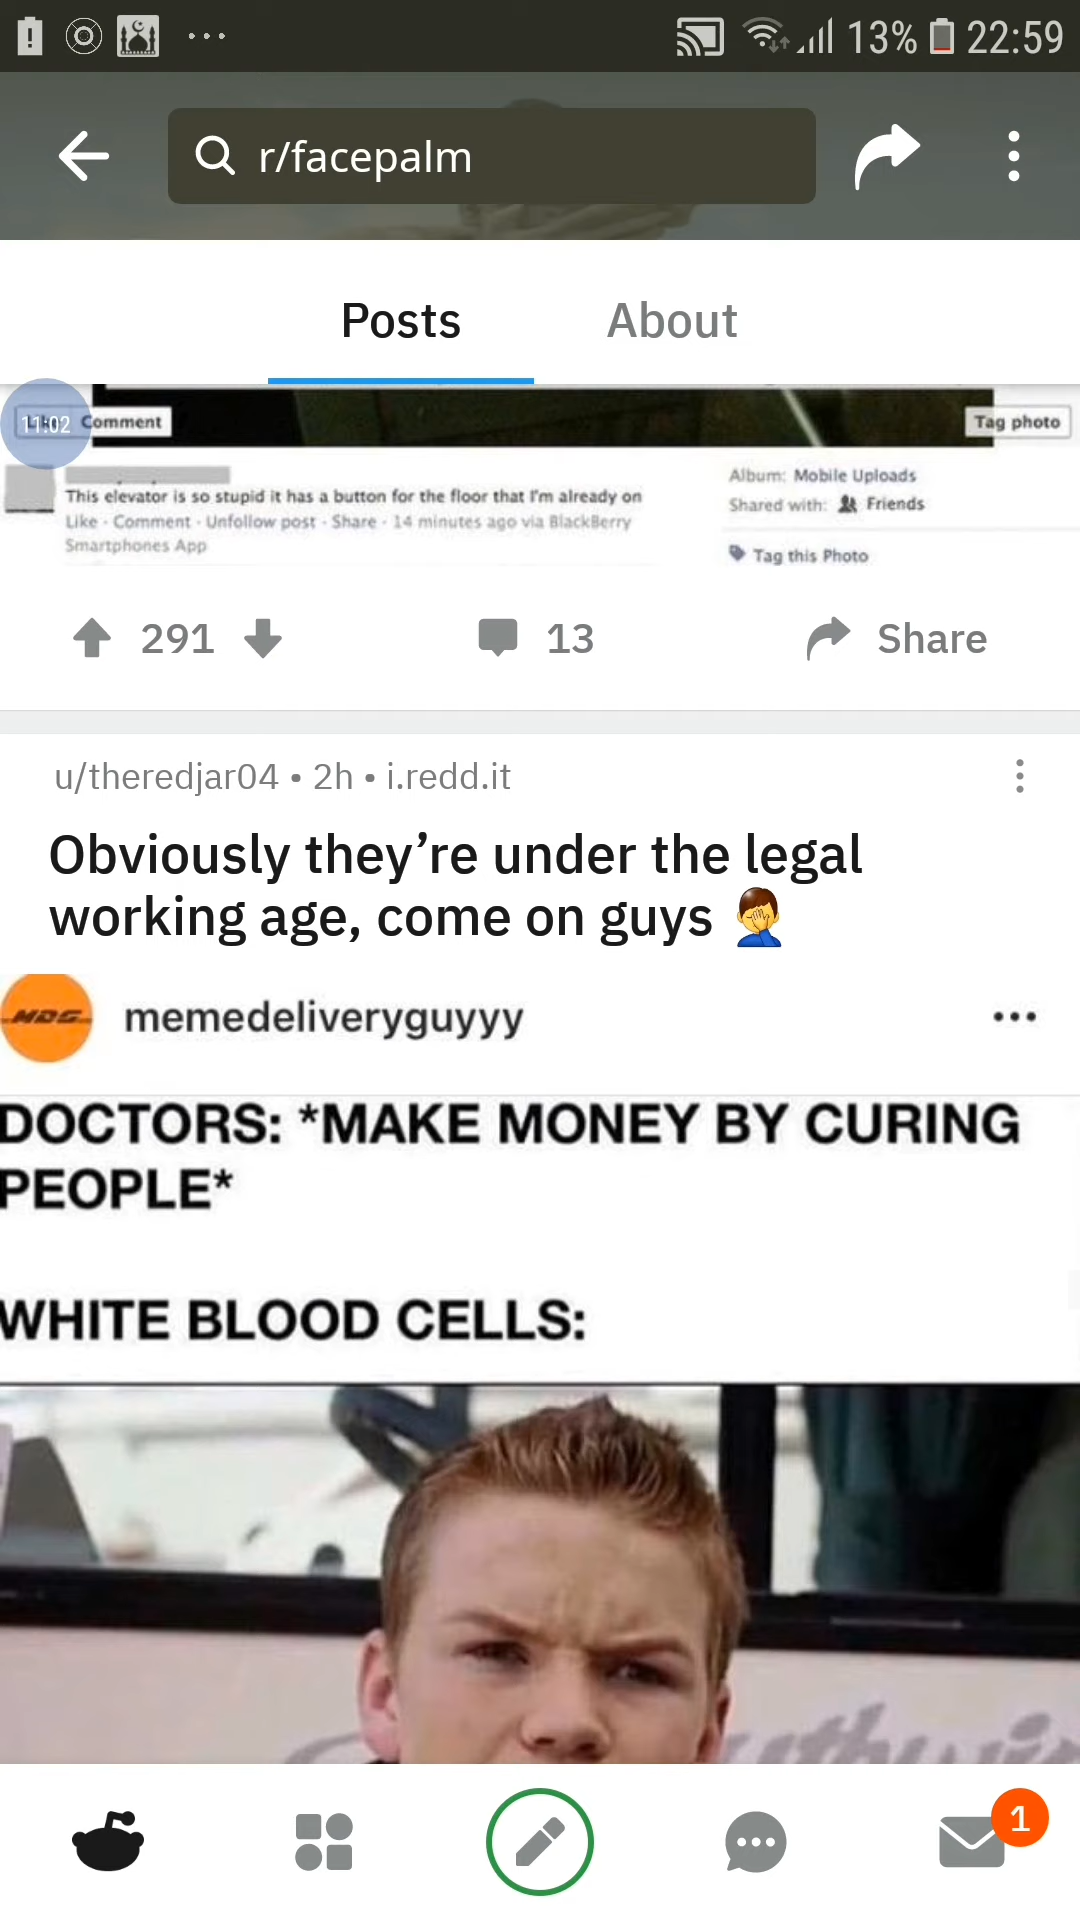 13% 22:59
r/facepalm
Posts About
11:02
Comment
Tag photo
This elevator is so stupid it has a button for the floor that I'm already on
Like · Comment · Unfollow post · Share · 14 minutes ago via BlackBerry
Smartphones App
Album: Mobile Uploads
Shared with: Friends
Tag this Photo
291 13 Share
u/theredjar04 • 2h • i.redd.it
Obviously they’re under the legal
working age, come on guys 🤦‍♂️
MDG
memedeliveryguyyy
DOCTORS: *MAKE MONEY BY CURING
PEOPLE*
WHITE BLOOD CELLS:
1